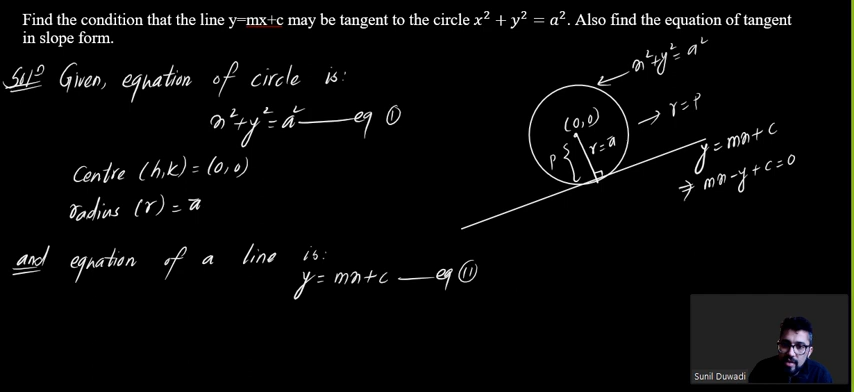 Find the condition that the line y=mx+c may be tangent to the circle x² + y² = a². Also find the equation of tangent
in slope form.
Solⁿ Given, equation of circle is:
x²+y²=a² — eq ①
Centre (h,k) = (0,0)
radius (r) = a
and equation of a line is:
y = mx+c — eq ⑪
x²+y²=a²
(0,0)
→ r=P
P
r=a
y=mx+c
⇒ mx-y+c=0
Sunil Duwadi